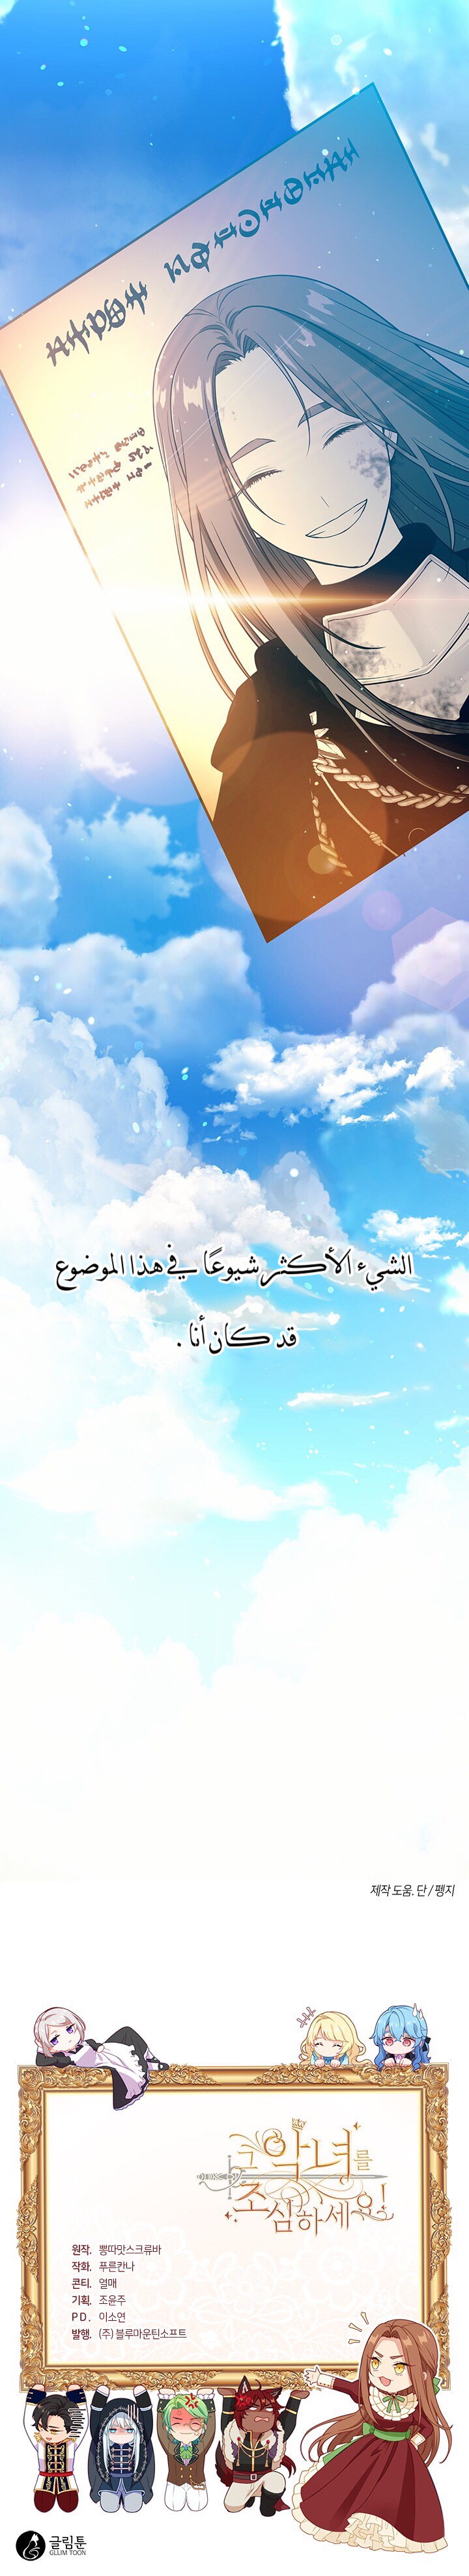 الشيء الأكثر شيوعًا في هذا الموضوع
قد كان أنا .
제작 도움. 단 / 펭지
그 악녀를
조심하세요!
원작. 뽕따맛스크류바
작화. 푸른칸나
콘티. 열매
기획. 조윤주
PD. 이소연
발행. (주) 블루마운틴소프트
글림툰
GLLIM TOON